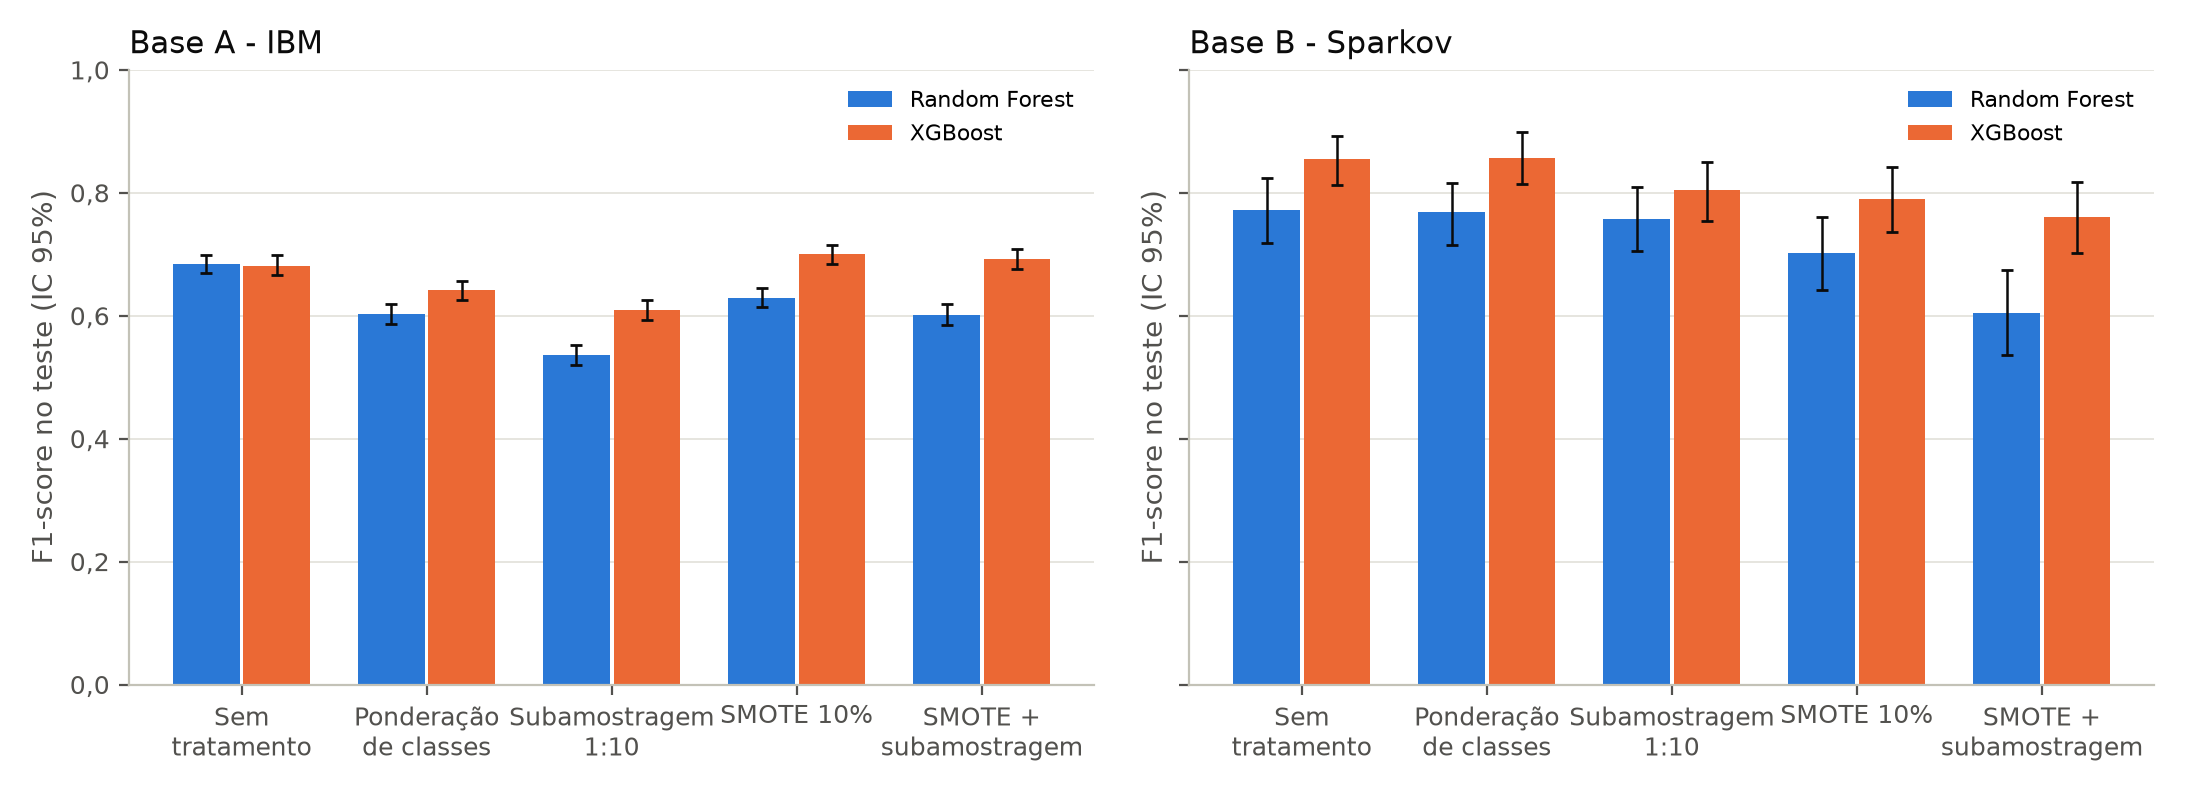 Base A - IBM
Random Forest
XGBoost
F1-score no teste (IC 95%)
1,0
0,8
0,6
0,4
0,2
0,0
Sem
tratamento
Ponderação
de classes
Subamostragem
1:10
SMOTE 10%
SMOTE +
subamostragem
Base B - Sparkov
Random Forest
XGBoost
F1-score no teste (IC 95%)
Sem
tratamento
Ponderação
de classes
Subamostragem
1:10
SMOTE 10%
SMOTE +
subamostragem